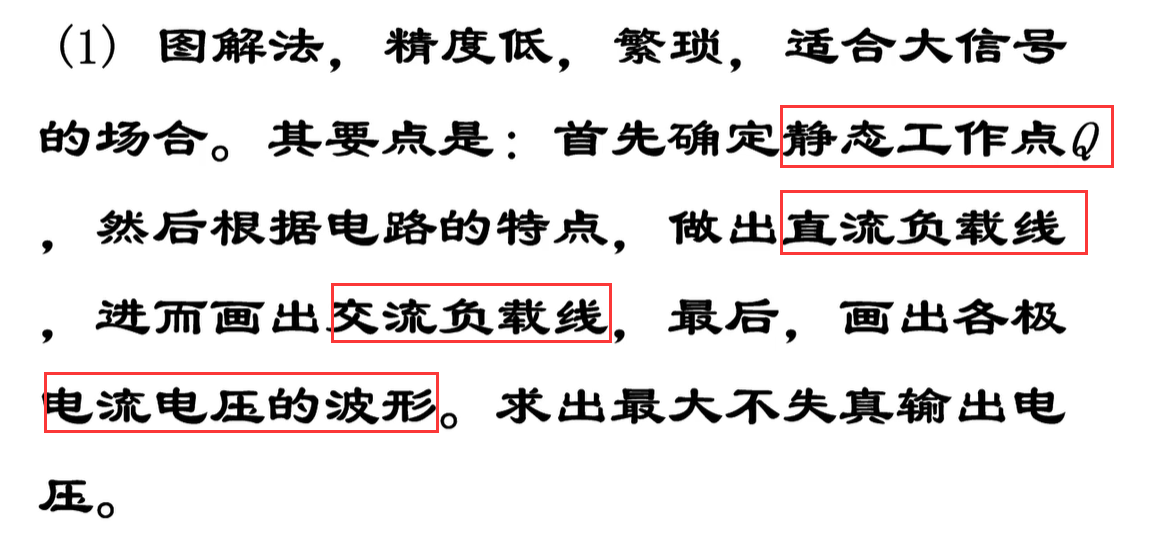 (1) 图解法，精度低，繁琐，适合大信号
的场合。其要点是：首先确定静态工作点Q
，然后根据电路的特点，做出直流负载线
，进而画出交流负载线，最后，画出各极
电流电压的波形。求出最大不失真输出电
压。